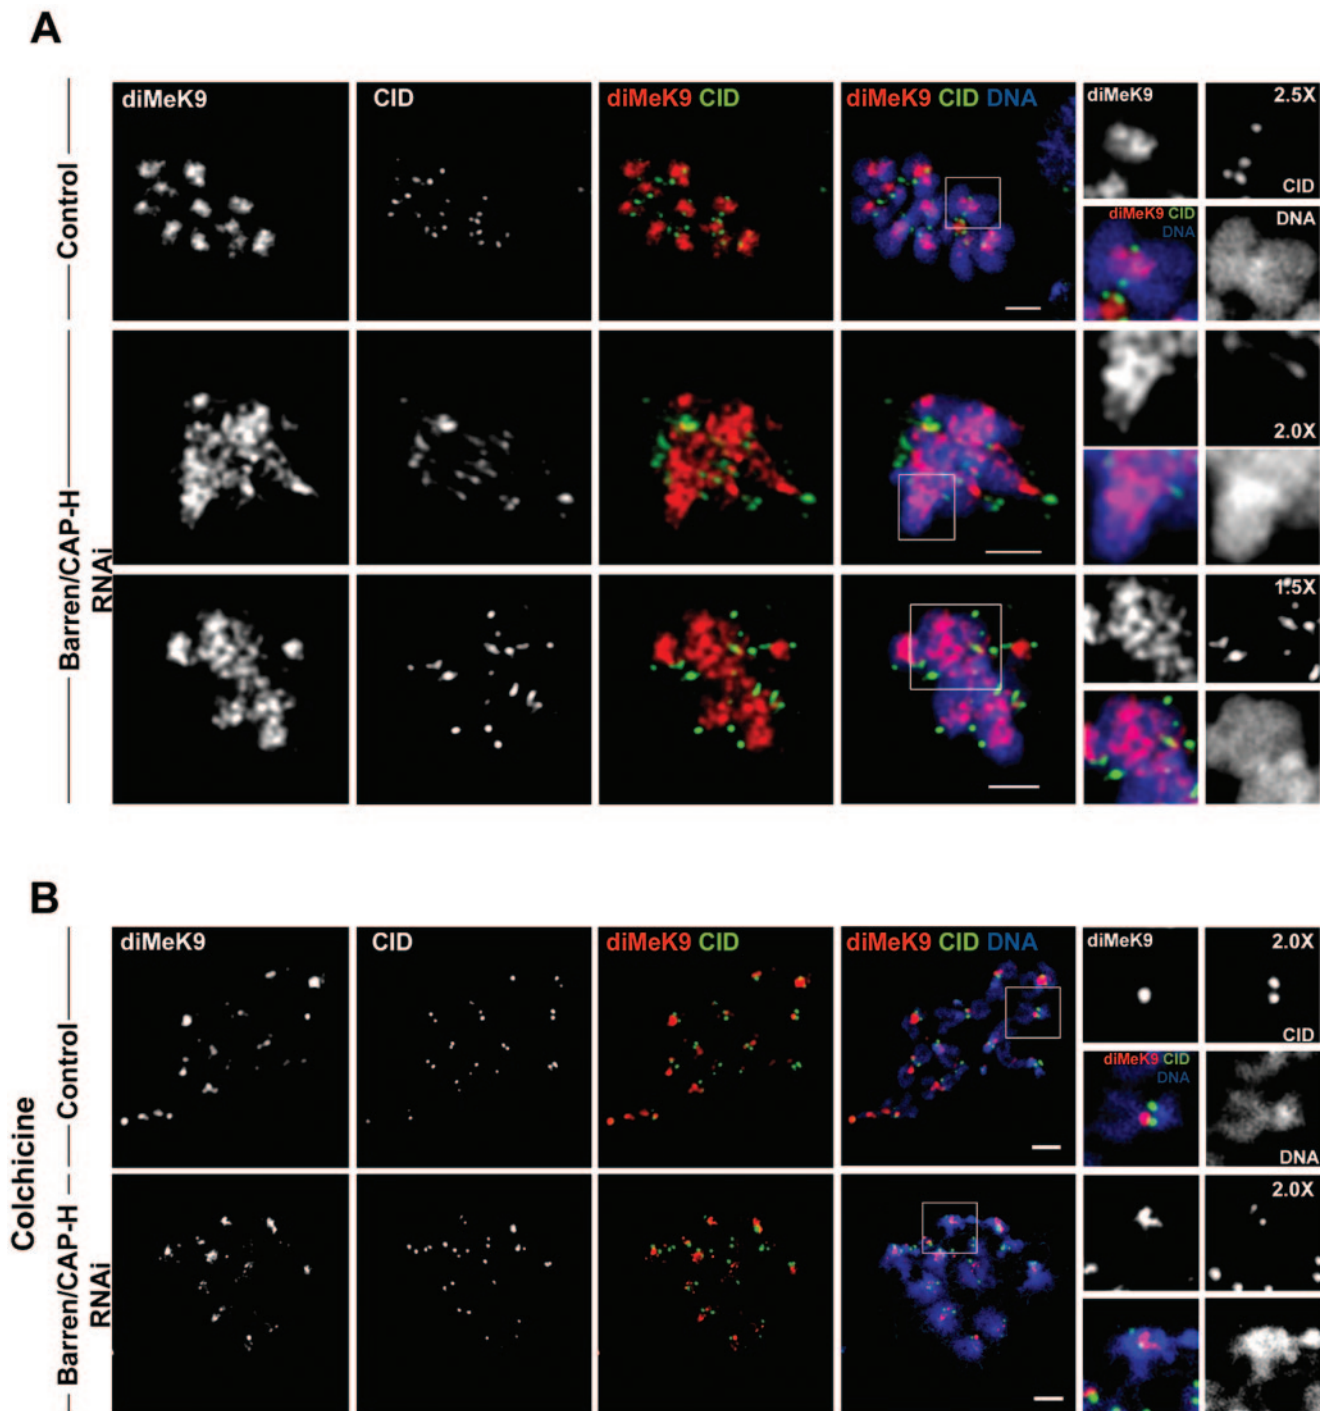 A
Control
diMeK9
CID
diMeK9 CID
diMeK9 CID DNA
diMeK9
2.5X
CID
diMeK9 CID
DNA
DNA
Barren/CAP-H
RNAi
2.0X
1.5X
B
Colchicine
Control
diMeK9
CID
diMeK9 CID
diMeK9 CID DNA
diMeK9
2.0X
CID
diMeK9 CID
DNA
DNA
Barren/CAP-H
RNAi
2.0X